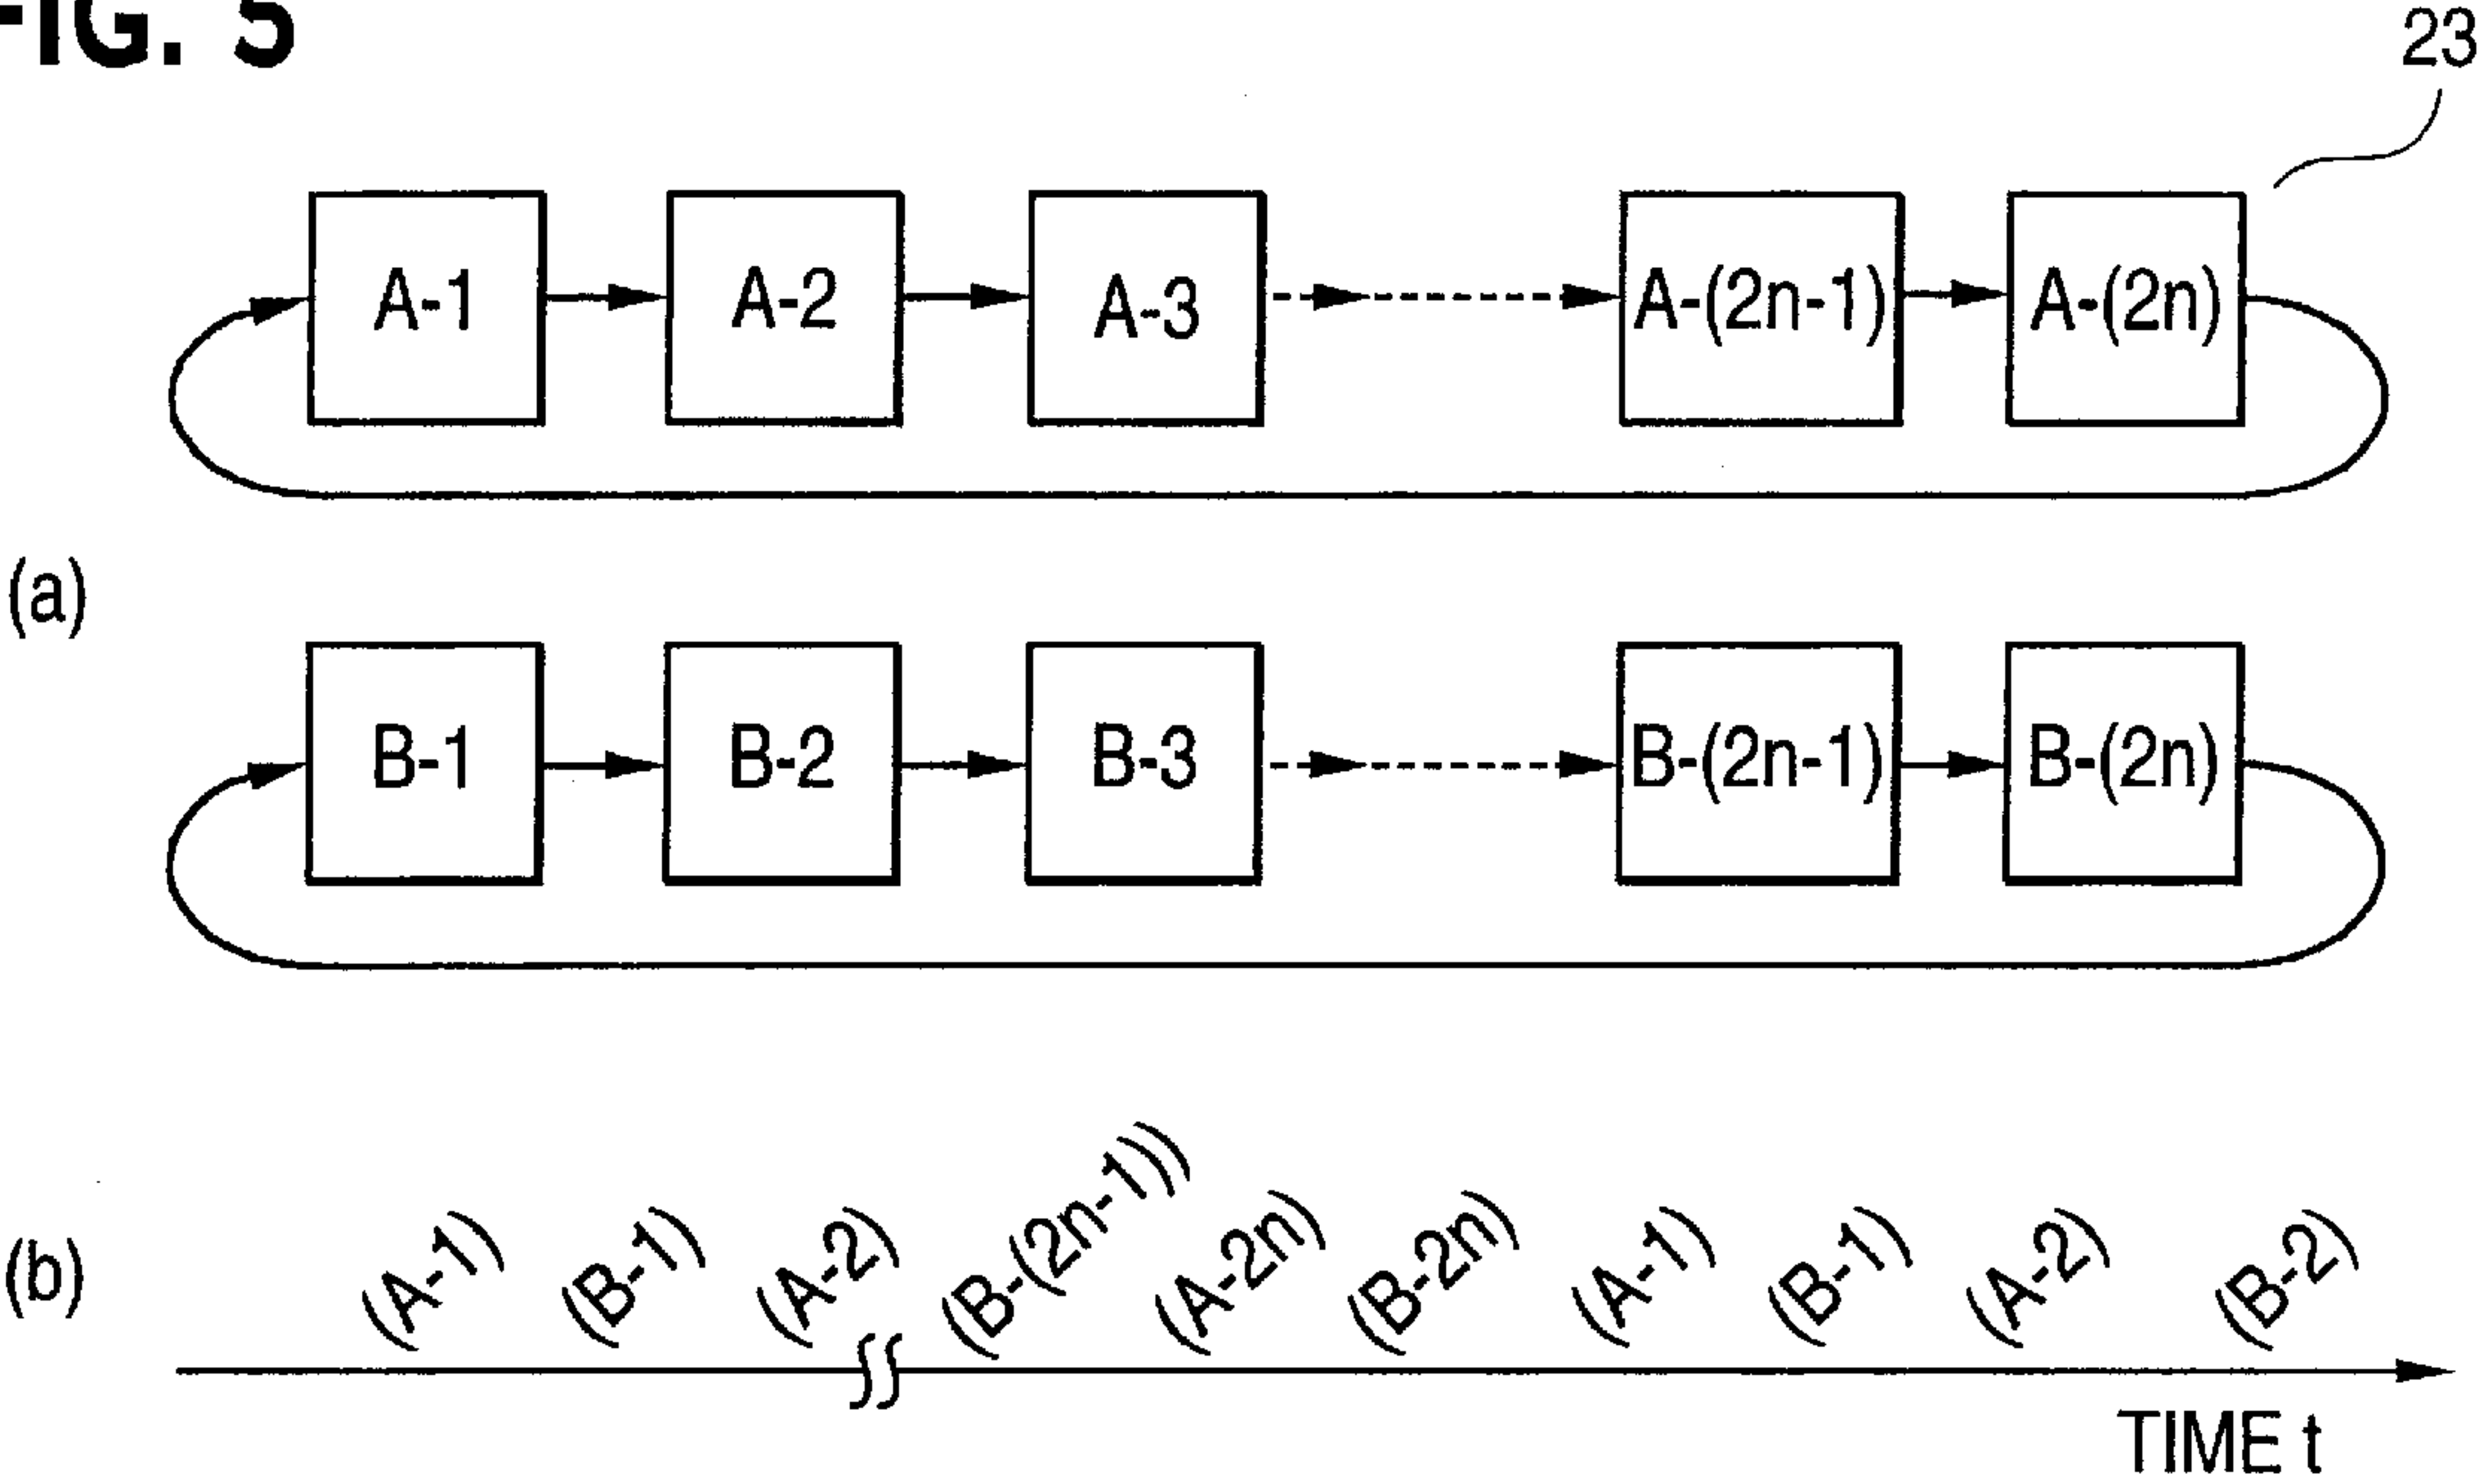 FIG. 5
23
A-1 A-2 A-3 A-(2n-1) A-(2n)
(a)
B-1 B-2 B-3 B-(2n-1) B-(2n)
(b) (A-1) (B-1) (A-2) (B-(2n-1)) (A-2n) (B-2n) (A-1) (B-1) (A-2) (B-2)
TIME t